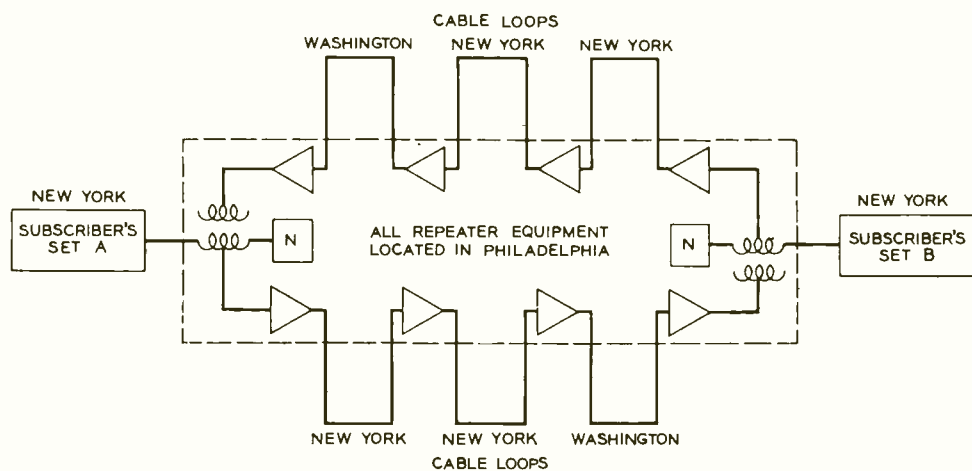 CABLE LOOPS
WASHINGTON NEW YORK NEW YORK
NEW YORK
SUBSCRIBER'S
SET A
N
ALL REPEATER EQUIPMENT
LOCATED IN PHILADELPHIA
N
NEW YORK
SUBSCRIBER'S
SET B
NEW YORK NEW YORK WASHINGTON
CABLE LOOPS